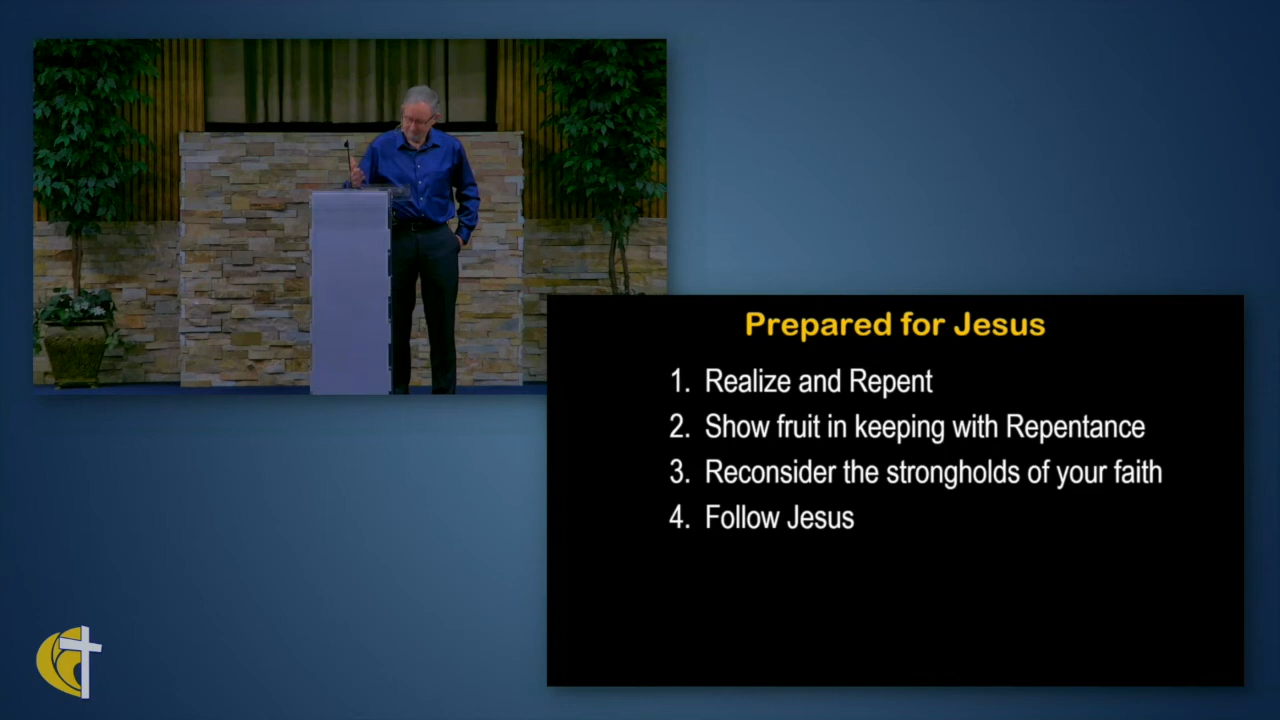 Prepared for Jesus
1. Realize and Repent
2. Show fruit in keeping with Repentance
3. Reconsider the strongholds of your faith
4. Follow Jesus